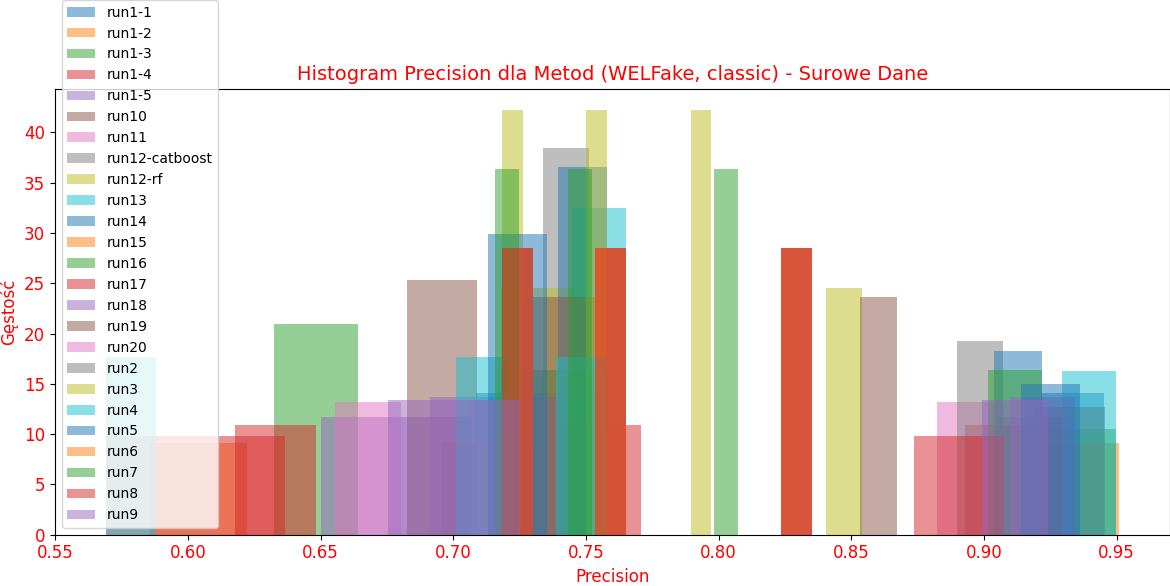 Histogram Precision dla Metod (WELFake, classic) - Surowe Dane
run1-1
run1-2
run1-3
run1-4
run1-5
run10
run11
run12-catboost
run12-rf
run13
run14
run15
run16
run17
run18
run19
run20
run2
run3
run4
run5
run6
run7
run8
run9
Gęstość
40
35
30
25
20
15
10
5
0
0.55
0.60
0.65
0.70
0.75
0.80
0.85
0.90
0.95
Precision